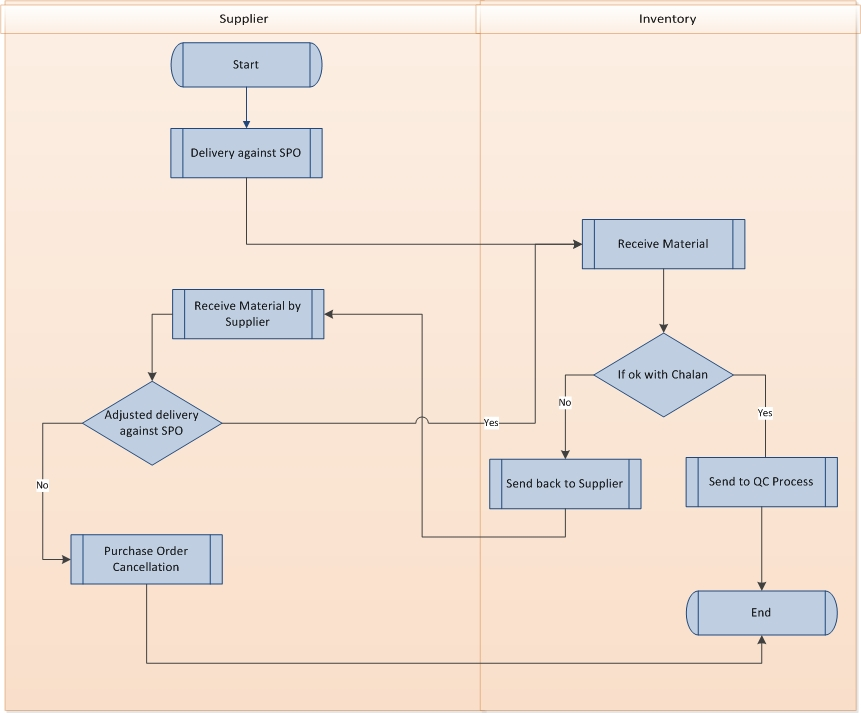 Supplier
Inventory
Start
Delivery against SPO
Receive Material
Receive Material by
Supplier
If ok with Chalan
Adjusted delivery
against SPO
No
Yes
Yes
No
Send back to Supplier
Send to QC Process
Purchase Order
Cancellation
End